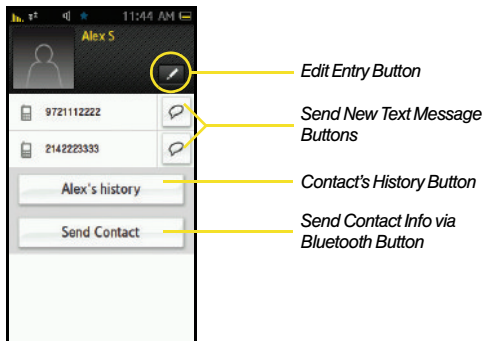 11:44 AM
Alex S
Edit Entry Button
9721112222
Send New Text Message
Buttons
2142223333
Alex's history
Contact's History Button
Send Contact
Send Contact Info via
Bluetooth Button